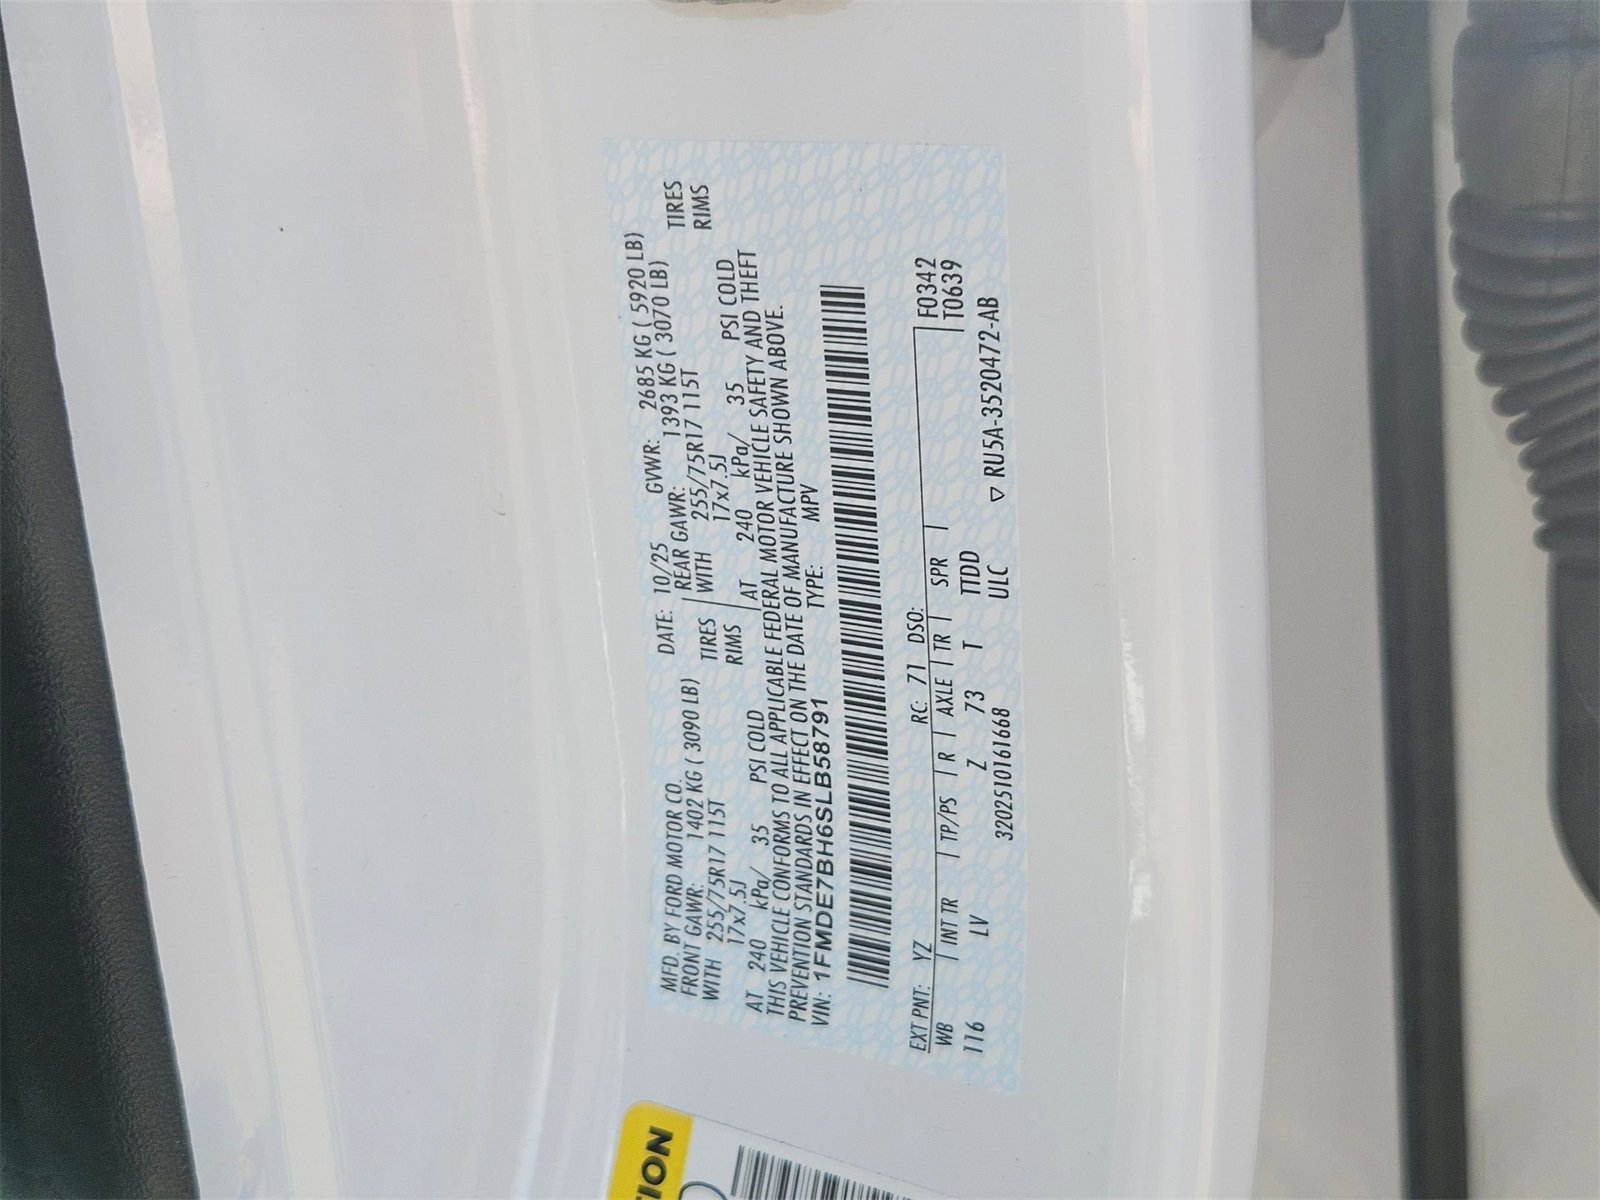 MFD. BY FORD MOTOR CO. DATE: 10/25 GVWR: 2685 KG ( 5920 LB)
FRONT GAWR: 1402 KG ( 3090 LB) REAR GAWR: 1393 KG ( 3070 LB)
WITH 255/75R17 115T TIRES WITH 255/75R17 115T TIRES
17x7.5J RIMS 17x7.5J RIMS
AT 240 kPa/ 35 PSI COLD AT 240 kPa/ 35 PSI COLD
THIS VEHICLE CONFORMS TO ALL APPLICABLE FEDERAL MOTOR VEHICLE SAFETY AND THEFT
PREVENTION STANDARDS IN EFFECT ON THE DATE OF MANUFACTURE SHOWN ABOVE.
VIN: 1FMDE7BH6SLB58791 TYPE: MPV
EXT PNT: YZ RC: 71 DSO: F0342
WB INT TR TP/PS R AXLE TR SPR T0639
116 LV Z 73 T TTDD
3202510161668 ULC ▽ RU5A-3520472-AB